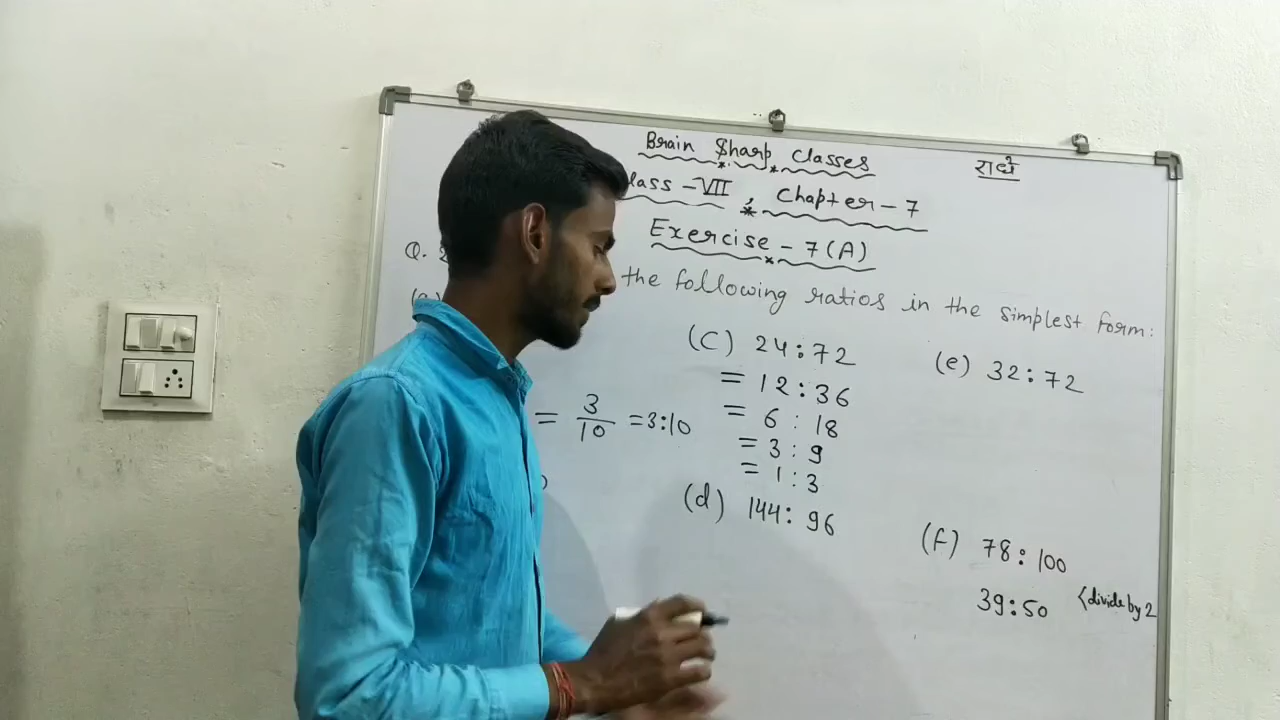 Brain Sharp Classes
राधे
lass - VII , Chapter - 7
Exercise - 7 (A)
Q. 2
the following ratios in the simplest form:
(a)
= 3/10 = 3:10
(C) 24:72
= 12:36
= 6 : 18
= 3 : 9
= 1 : 3
(d) 144: 96
(e) 32:72
(f) 78:100
39:50 {divide by 2